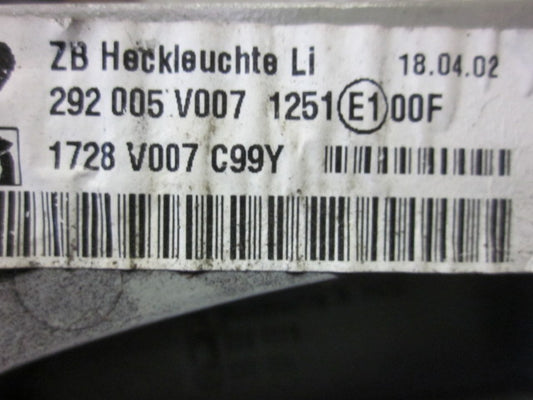 ZB Heckleuchte Li 18.04.02
292 005 V007 1251 E1 00F
1728 V007 C99Y